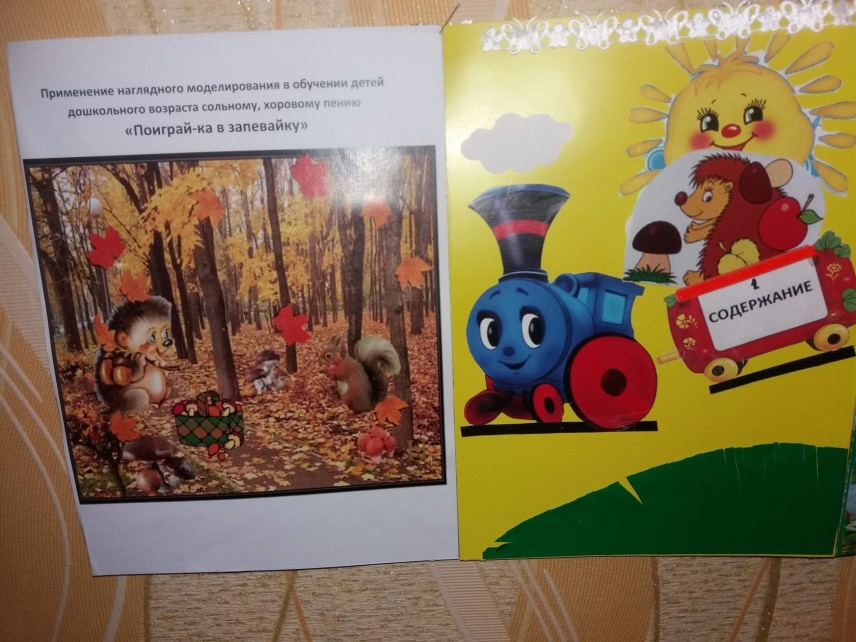 Применение наглядного моделирования в обучении детей
дошкольного возраста сольному, хоровому пению
«Поиграй-ка в запевайку»
1
СОДЕРЖАНИЕ